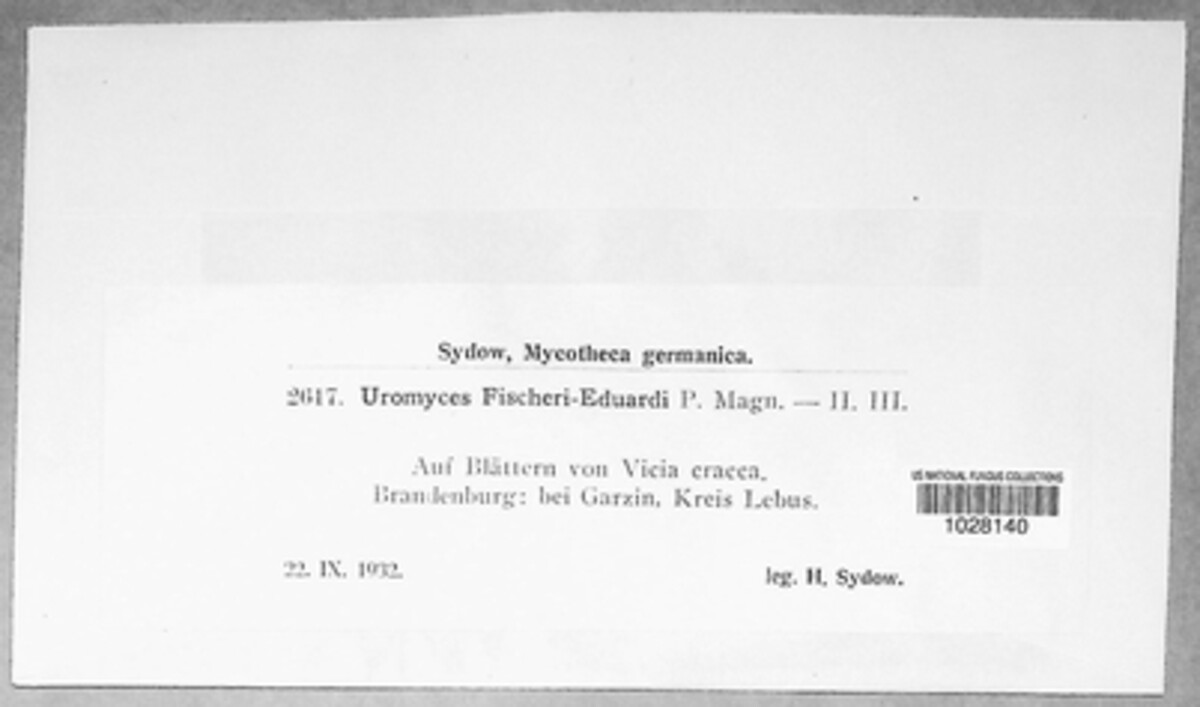 Sydow, Mycotheca germanica.
2617. Uromyces Fischeri-Eduardi P. Magn. — II. III.
Auf Blättern von Vicia cracca.
Brandenburg: bei Garzin, Kreis Lebus.
US NATIONAL FUNGUS COLLECTIONS
1028140
22. IX. 1932.
leg. H. Sydow.